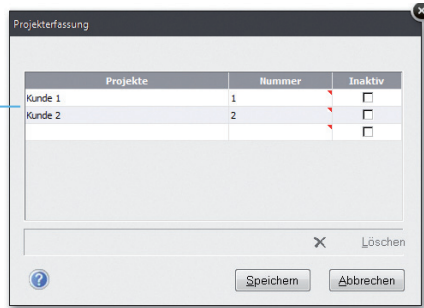 Projekterfassung
Projekte Nummer Inaktiv
Kunde 1 1
Kunde 2 2
Löschen
Speichern Abbrechen